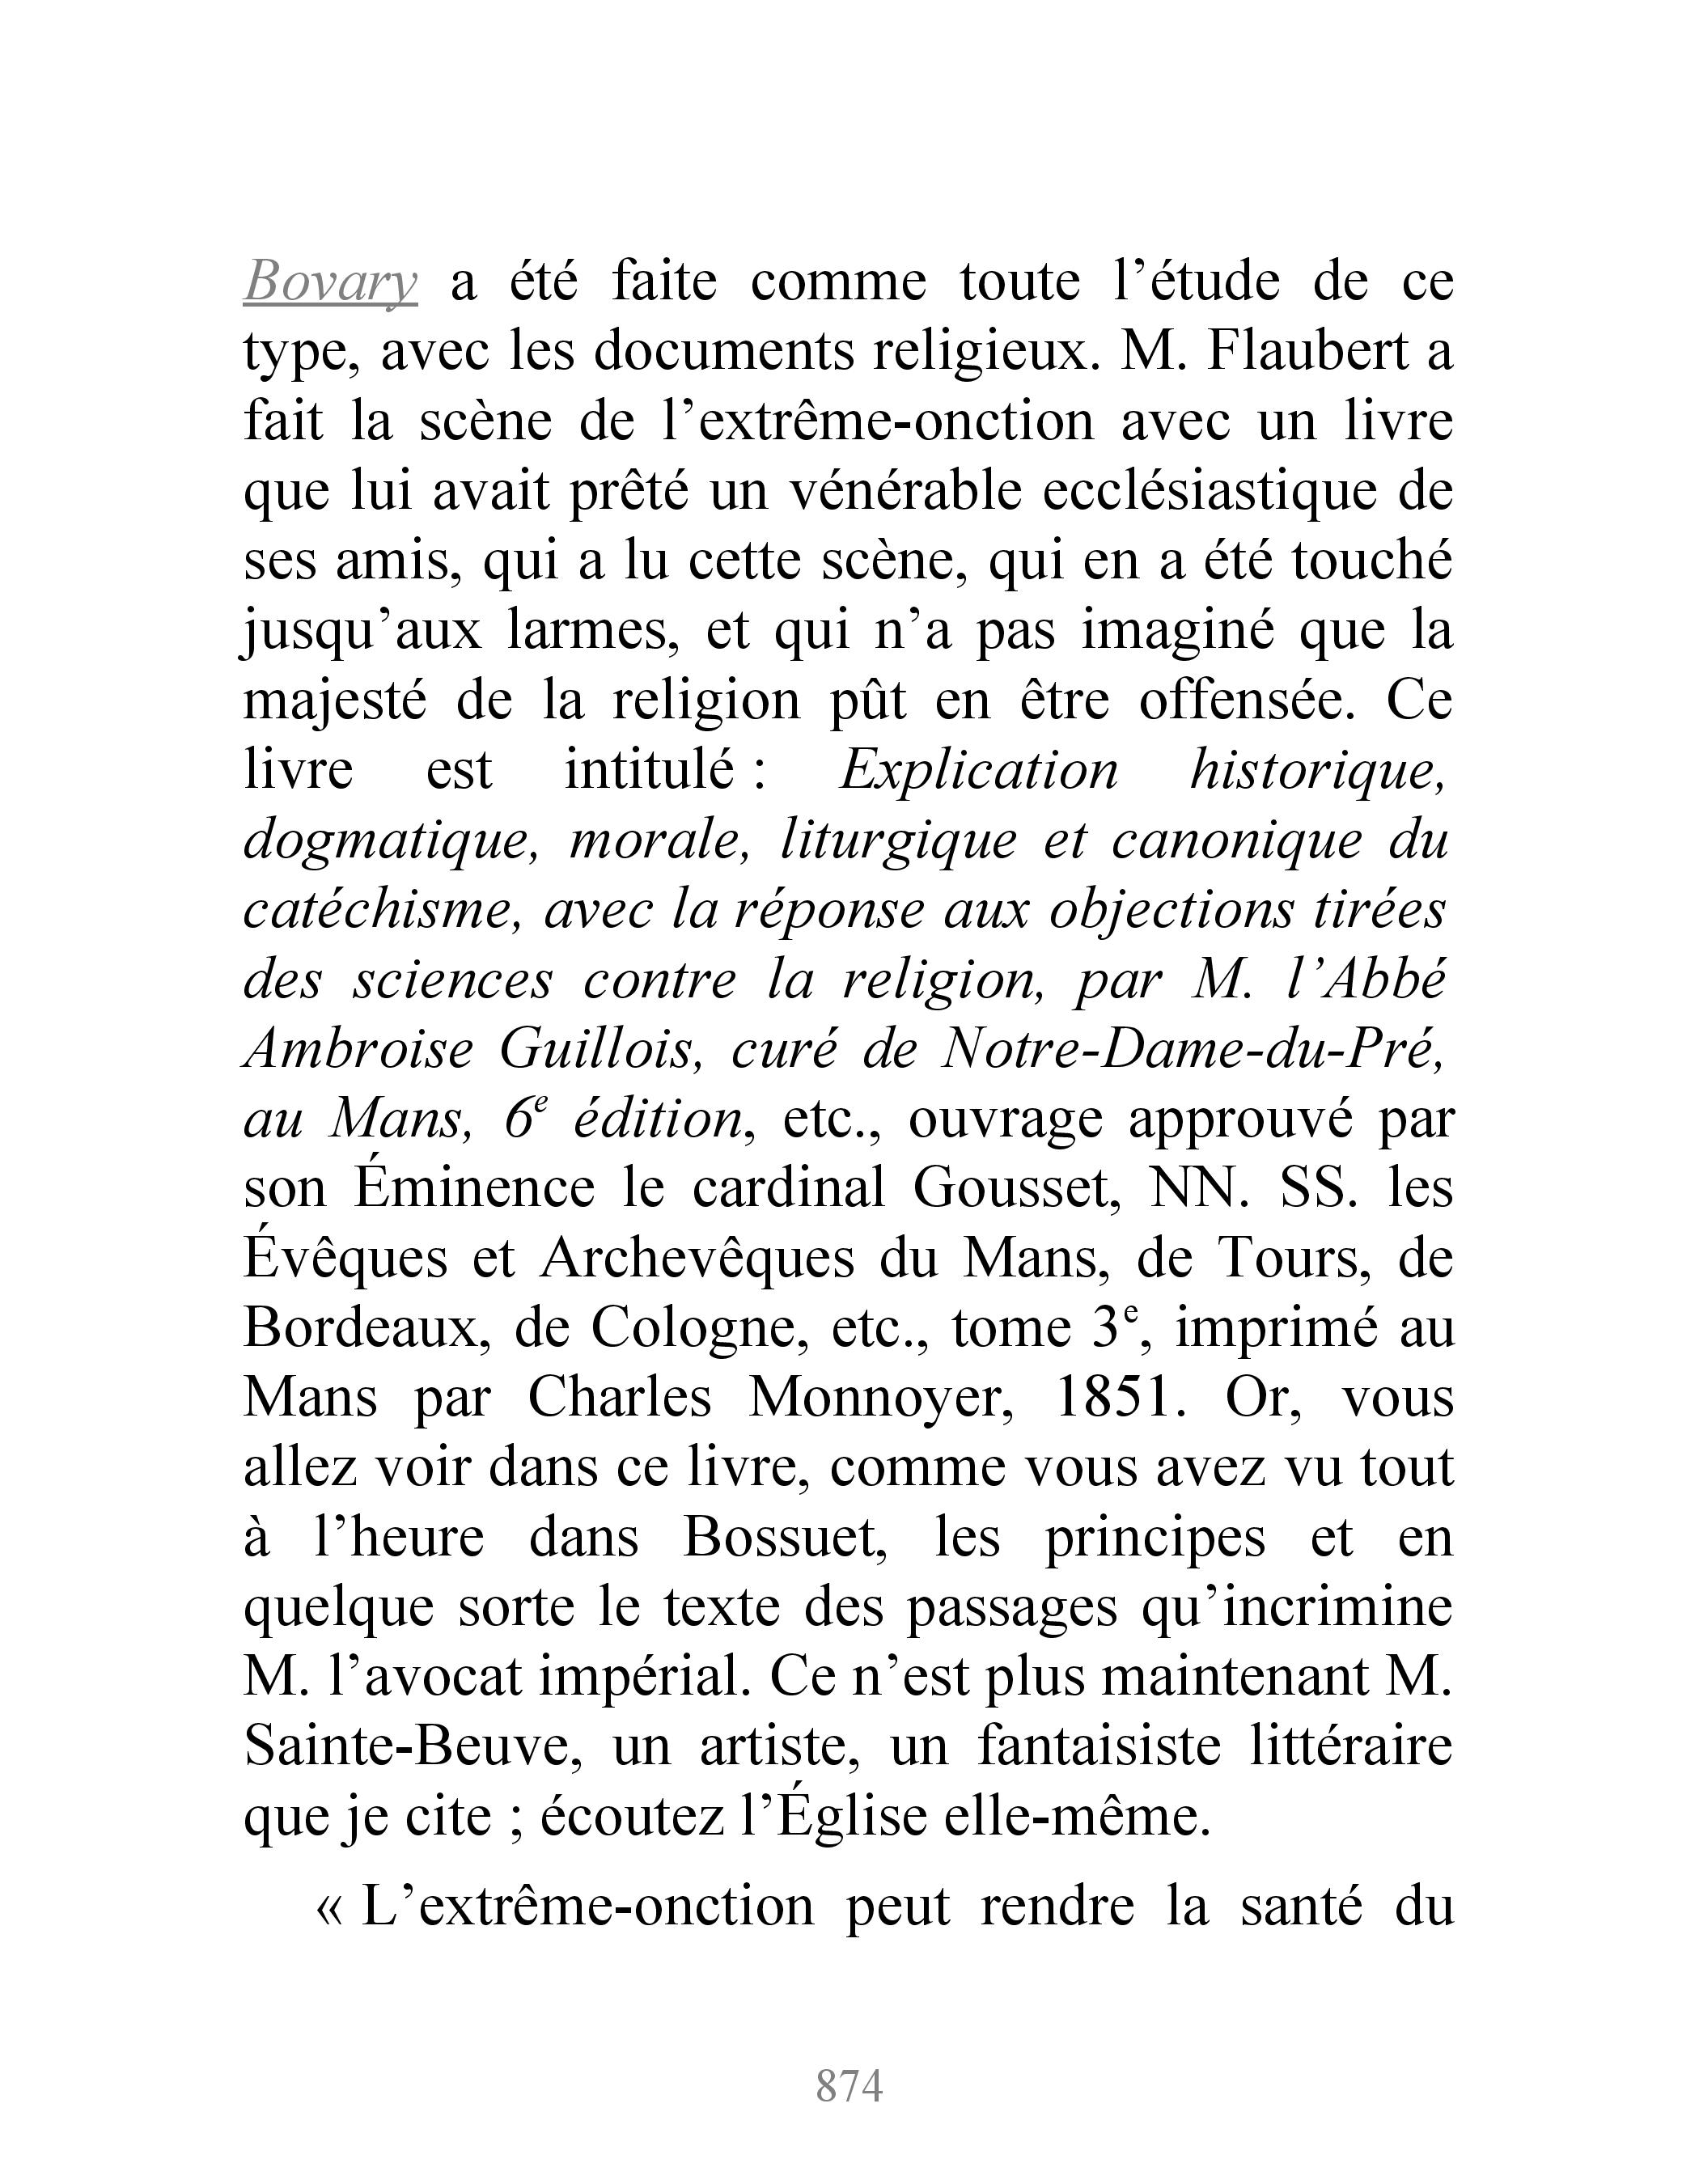 Bovary a été faite comme toute l’étude de ce
type, avec les documents religieux. M. Flaubert a
fait la scène de l’extrême-onction avec un livre
que lui avait prêté un vénérable ecclésiastique de
ses amis, qui a lu cette scène, qui en a été touché
jusqu’aux larmes, et qui n’a pas imaginé que la
majesté de la religion pût en être offensée. Ce
livre est intitulé : Explication historique,
dogmatique, morale, liturgique et canonique du
catéchisme, avec la réponse aux objections tirées
des sciences contre la religion, par M. l’Abbé
Ambroise Guillois, curé de Notre-Dame-du-Pré,
au Mans, 6e édition, etc., ouvrage approuvé par
son Éminence le cardinal Gousset, NN. SS. les
Évêques et Archevêques du Mans, de Tours, de
Bordeaux, de Cologne, etc., tome 3e, imprimé au
Mans par Charles Monnoyer, 1851. Or, vous
allez voir dans ce livre, comme vous avez vu tout
à l’heure dans Bossuet, les principes et en
quelque sorte le texte des passages qu’incrimine
M. l’avocat impérial. Ce n’est plus maintenant M.
Sainte-Beuve, un artiste, un fantaisiste littéraire
que je cite ; écoutez l’Église elle-même.
« L’extrême-onction peut rendre la santé du
874